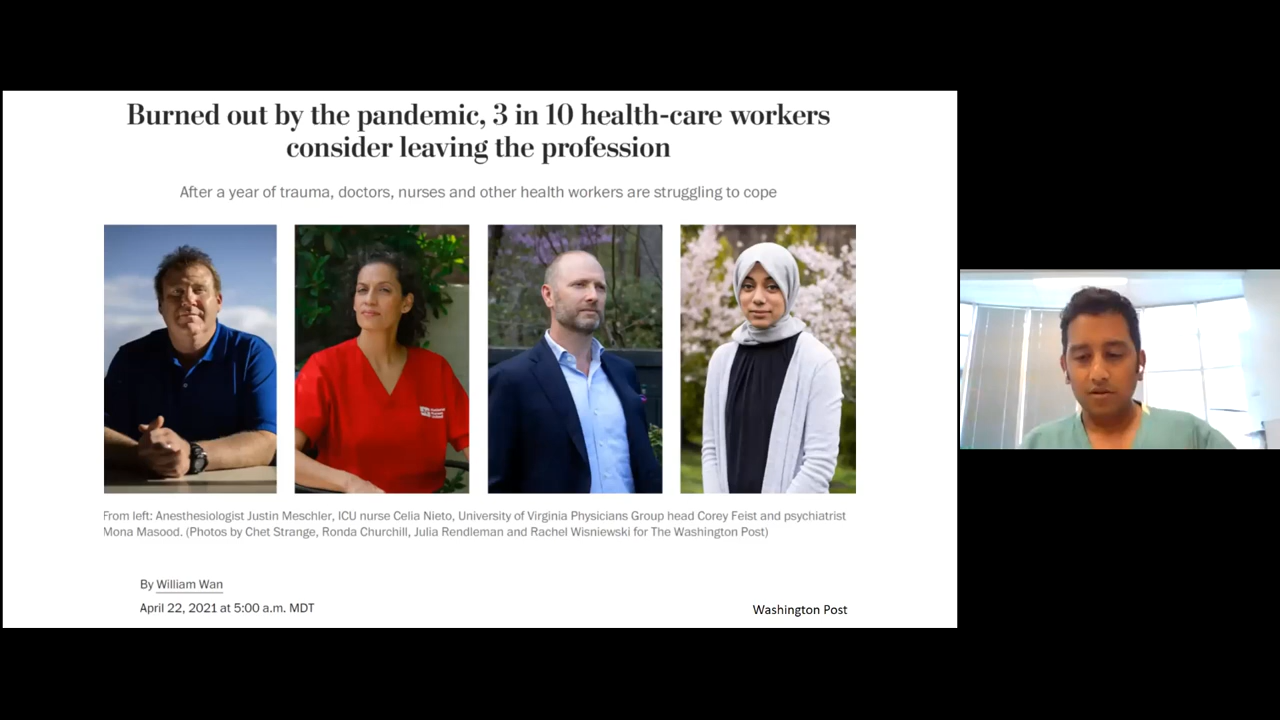 Burned out by the pandemic, 3 in 10 health-care workers
consider leaving the profession
After a year of trauma, doctors, nurses and other health workers are struggling to cope
From left: Anesthesiologist Justin Meschler, ICU nurse Celia Nieto, University of Virginia Physicians Group head Corey Feist and psychiatrist
Mona Masood. (Photos by Chet Strange, Ronda Churchill, Julia Rendleman and Rachel Wisniewski for The Washington Post)
By William Wan
April 22, 2021 at 5:00 a.m. MDT
Washington Post